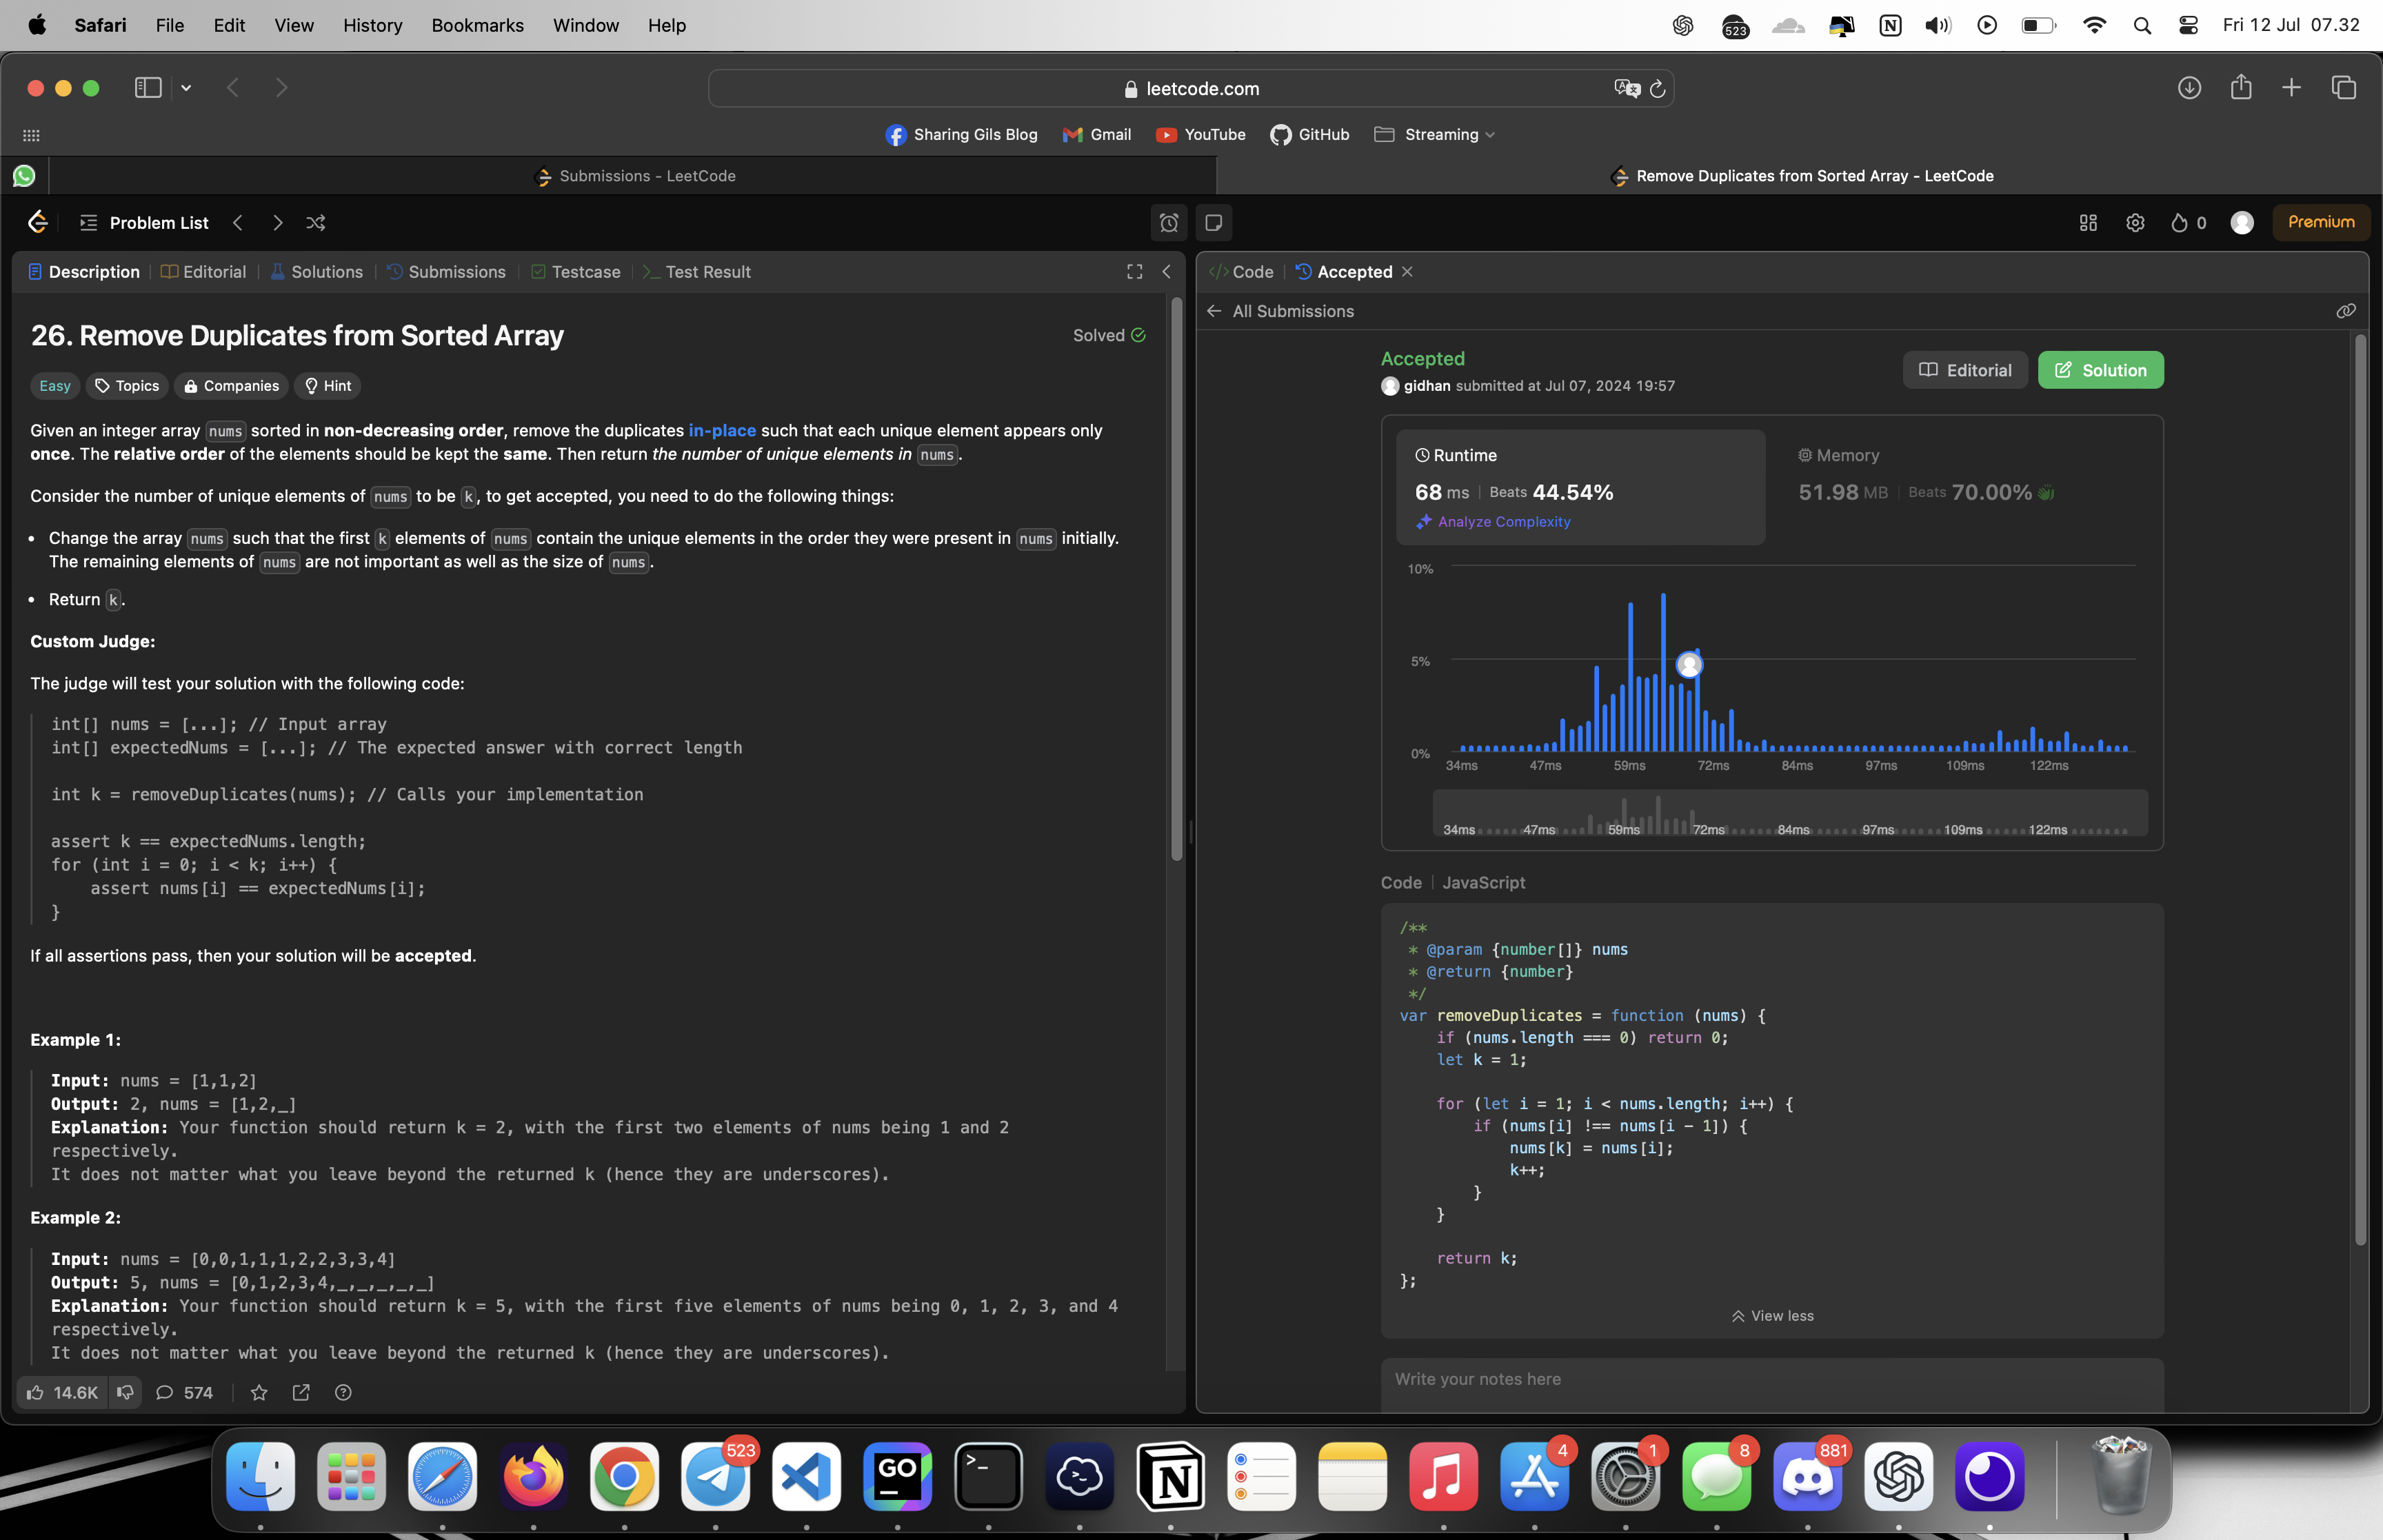 Safari File Edit View History Bookmarks Window Help 523 Fri 12 Jul 07.32
leetcode.com
Sharing Gils Blog Gmail YouTube GitHub Streaming
Submissions - LeetCode Remove Duplicates from Sorted Array - LeetCode
Problem List 0 Premium
Description Editorial Solutions Submissions Testcase Test Result
26. Remove Duplicates from Sorted Array Solved
Easy Topics Companies Hint
Given an integer array nums sorted in non-decreasing order, remove the duplicates in-place such that each unique element appears only
once. The relative order of the elements should be kept the same. Then return the number of unique elements in nums.
Consider the number of unique elements of nums to be k, to get accepted, you need to do the following things:
• Change the array nums such that the first k elements of nums contain the unique elements in the order they were present in nums initially.
The remaining elements of nums are not important as well as the size of nums.
• Return k.
Custom Judge:
The judge will test your solution with the following code:
int[] nums = [...]; // Input array
int[] expectedNums = [...]; // The expected answer with correct length
int k = removeDuplicates(nums); // Calls your implementation
assert k == expectedNums.length;
for (int i = 0; i < k; i++) {
    assert nums[i] == expectedNums[i];
}
If all assertions pass, then your solution will be accepted.
Example 1:
Input: nums = [1,1,2]
Output: 2, nums = [1,2,_]
Explanation: Your function should return k = 2, with the first two elements of nums being 1 and 2
respectively.
It does not matter what you leave beyond the returned k (hence they are underscores).
Example 2:
Input: nums = [0,0,1,1,1,2,2,3,3,4]
Output: 5, nums = [0,1,2,3,4,_,_,_,_,_]
Explanation: Your function should return k = 5, with the first five elements of nums being 0, 1, 2, 3, and 4
respectively.
It does not matter what you leave beyond the returned k (hence they are underscores).
14.6K 574
Code Accepted
All Submissions
Accepted
gidhan submitted at Jul 07, 2024 19:57
Editorial Solution
Runtime
68 ms Beats 44.54%
Analyze Complexity
Memory
51.98 MB Beats 70.00%
10%
5%
0%
34ms 47ms 59ms 72ms 84ms 97ms 109ms 122ms
34ms 47ms 59ms 72ms 84ms 97ms 109ms 122ms
Code JavaScript
/**
 * @param {number[]} nums
 * @return {number}
 */
var removeDuplicates = function (nums) {
    if (nums.length === 0) return 0;
    let k = 1;
    for (let i = 1; i < nums.length; i++) {
        if (nums[i] !== nums[i - 1]) {
            nums[k] = nums[i];
            k++;
        }
    }
    return k;
};
View less
Write your notes here
523 GO 4 1 8 881